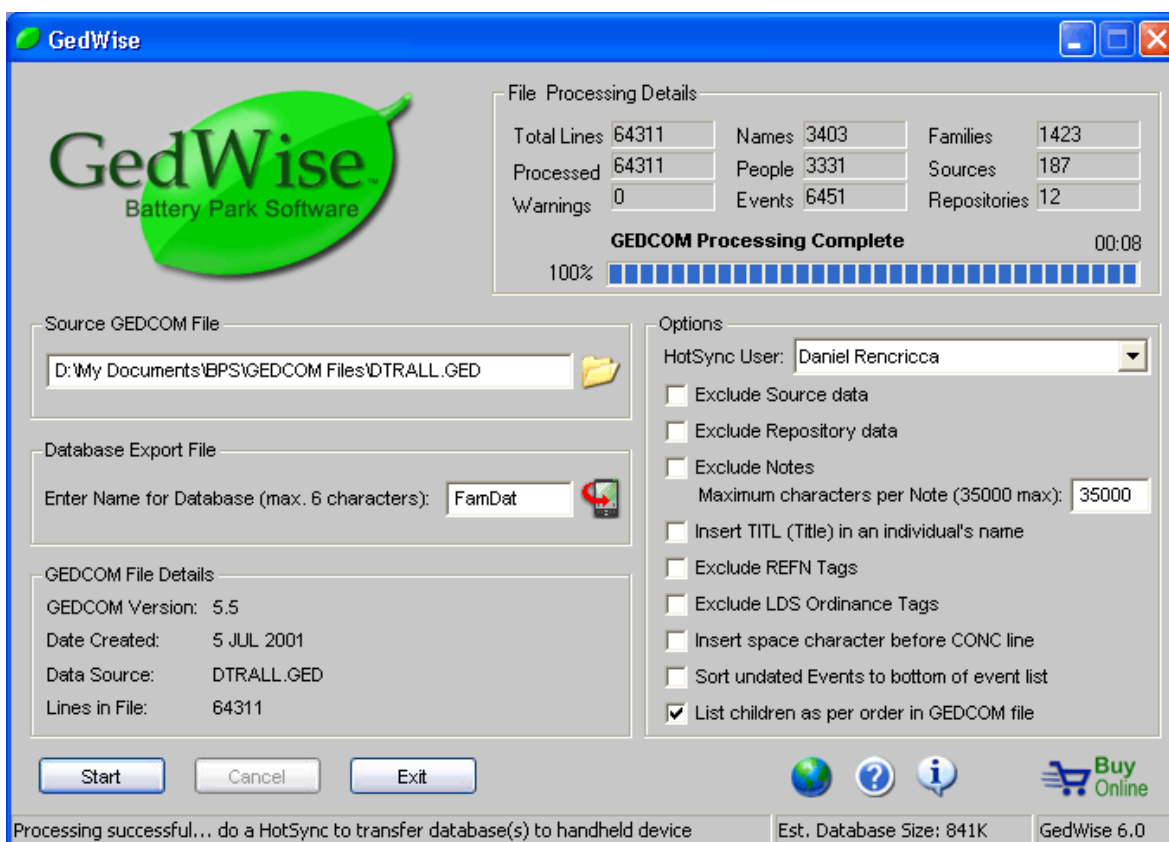 GedWise
GedWise™
Battery Park Software
File Processing Details
Total Lines 64311 Names 3403 Families 1423
Processed 64311 People 3331 Sources 187
Warnings 0 Events 6451 Repositories 12
GEDCOM Processing Complete 00:08
100%
Source GEDCOM File
D:\My Documents\BPS\GEDCOM Files\DTRALL.GED
Database Export File
Enter Name for Database (max. 6 characters): FamDat
GEDCOM File Details
GEDCOM Version: 5.5
Date Created: 5 JUL 2001
Data Source: DTRALL.GED
Lines in File: 64311
Options
HotSync User: Daniel Rencricca
Exclude Source data
Exclude Repository data
Exclude Notes
Maximum characters per Note (35000 max): 35000
Insert TITL (Title) in an individual's name
Exclude REFN Tags
Exclude LDS Ordinance Tags
Insert space character before CONC line
Sort undated Events to bottom of event list
List children as per order in GEDCOM file
Start Cancel Exit
Buy
Online
Processing successful... do a HotSync to transfer database(s) to handheld device Est. Database Size: 841K GedWise 6.0